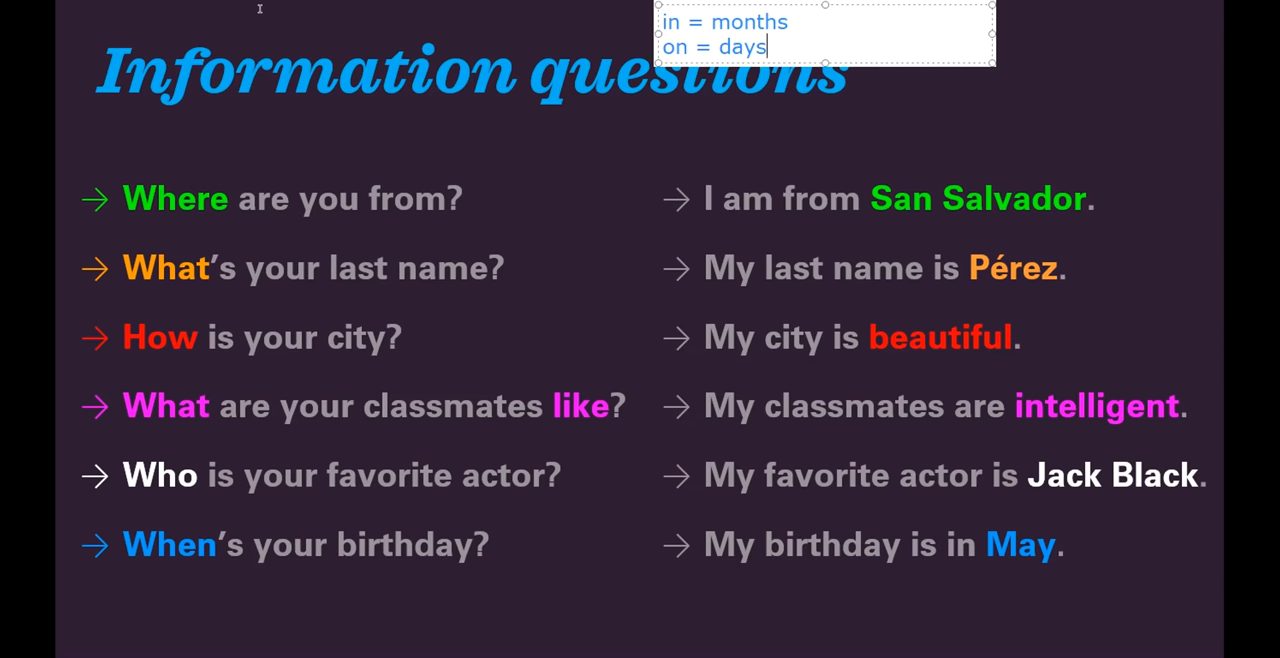 in = months
on = days
Information questions
→ Where are you from?
→ I am from San Salvador.
→ What’s your last name?
→ My last name is Pérez.
→ How is your city?
→ My city is beautiful.
→ What are your classmates like?
→ My classmates are intelligent.
→ Who is your favorite actor?
→ My favorite actor is Jack Black.
→ When’s your birthday?
→ My birthday is in May.